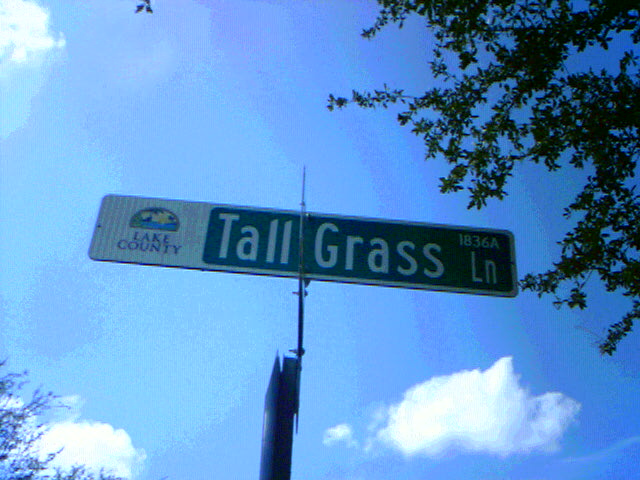 LAKE
COUNTY
Tall Grass Ln
1836A